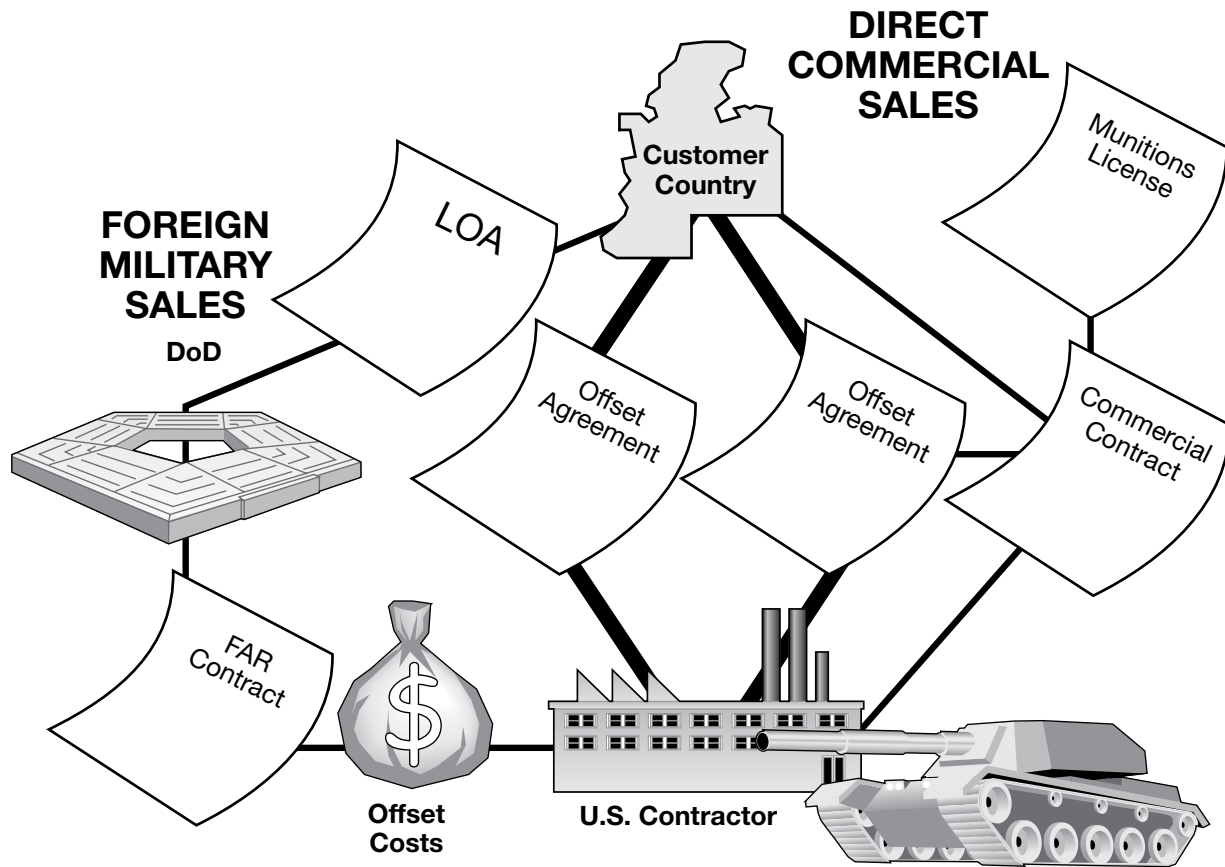 DIRECT
COMMERCIAL
SALES
Munitions
License
Customer
Country
LOA
FOREIGN
MILITARY
SALES
DoD
Offset
Agreement
Offset
Agreement
Commercial
Contract
FAR
Contract
$
Offset
Costs
U.S. Contractor